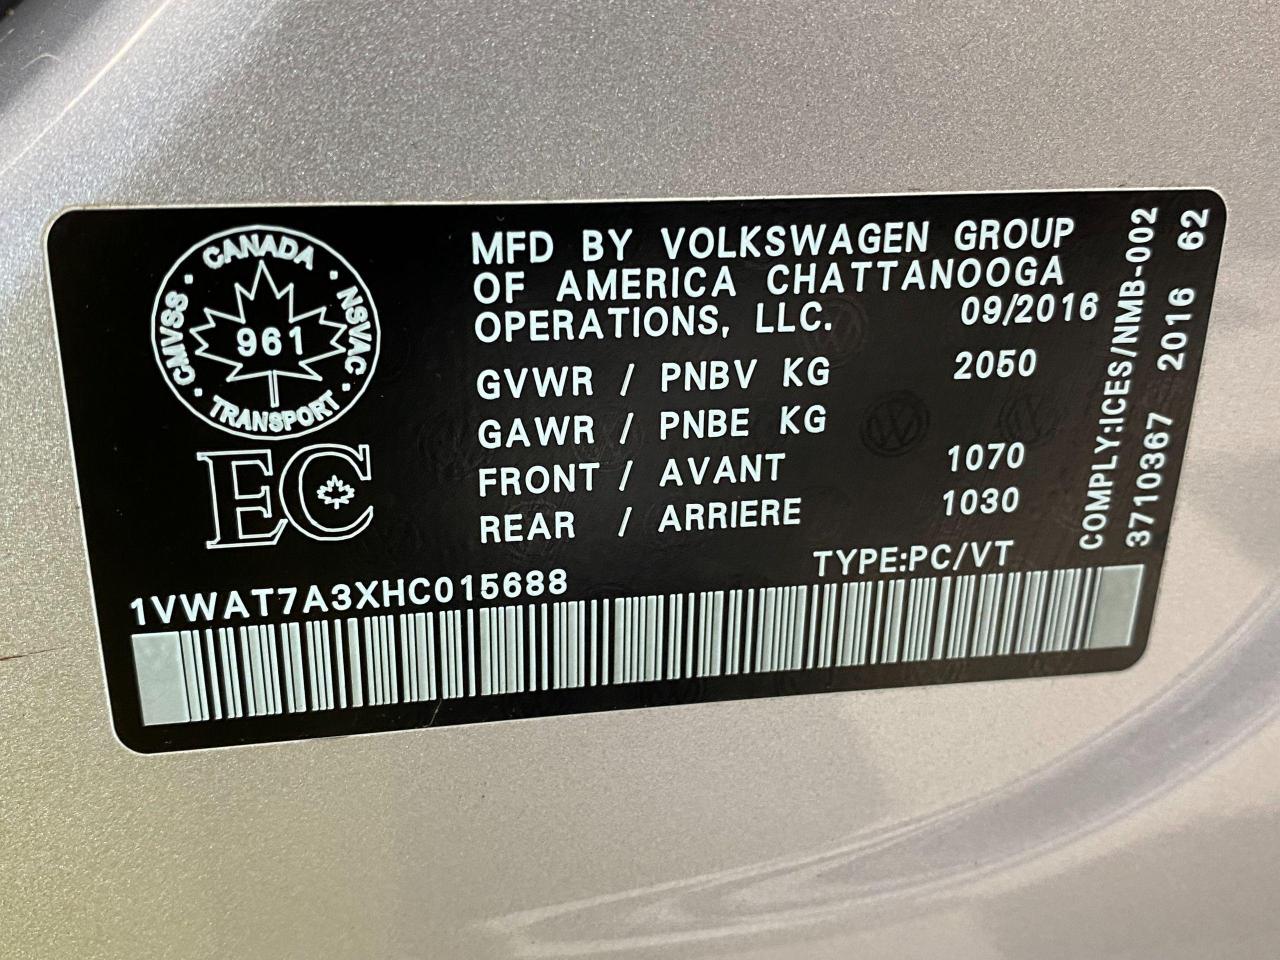 CANADA · NSVAC · TRANSPORT · CMVSS ·
961
EC
MFD BY VOLKSWAGEN GROUP
OF AMERICA CHATTANOOGA
OPERATIONS, LLC. 09/2016
GVWR / PNBV KG 2050
GAWR / PNBE KG
FRONT / AVANT 1070
REAR / ARRIERE 1030
TYPE:PC/VT
1VWAT7A3XHC015688
COMPLY:ICES/NMB-002
3710367 2016 62